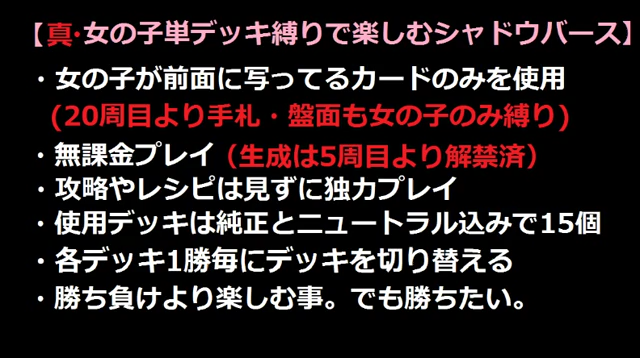 【真・女の子単デッキ縛りで楽しむシャドウバース】
・女の子が前面に写ってるカードのみを使用
(20周目より手札・盤面も女の子のみ縛り)
・無課金プレイ（生成は5周目より解禁済）
・攻略やレシピは見ずに独力プレイ
・使用デッキは純正とニュートラル込みで15個
・各デッキ1勝毎にデッキを切り替える
・勝ち負けより楽しむ事。でも勝ちたい。